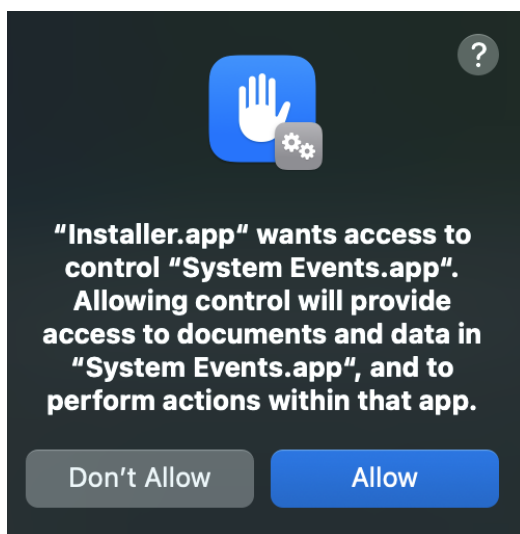 ?
“Installer.app“ wants access to
control “System Events.app“.
Allowing control will provide
access to documents and data in
“System Events.app“, and to
perform actions within that app.
Don’t Allow
Allow